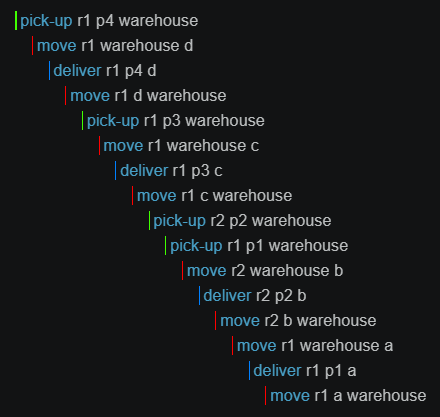 pick-up r1 p4 warehouse
move r1 warehouse d
deliver r1 p4 d
move r1 d warehouse
pick-up r1 p3 warehouse
move r1 warehouse c
deliver r1 p3 c
move r1 c warehouse
pick-up r2 p2 warehouse
pick-up r1 p1 warehouse
move r2 warehouse b
deliver r2 p2 b
move r2 b warehouse
move r1 warehouse a
deliver r1 p1 a
move r1 a warehouse